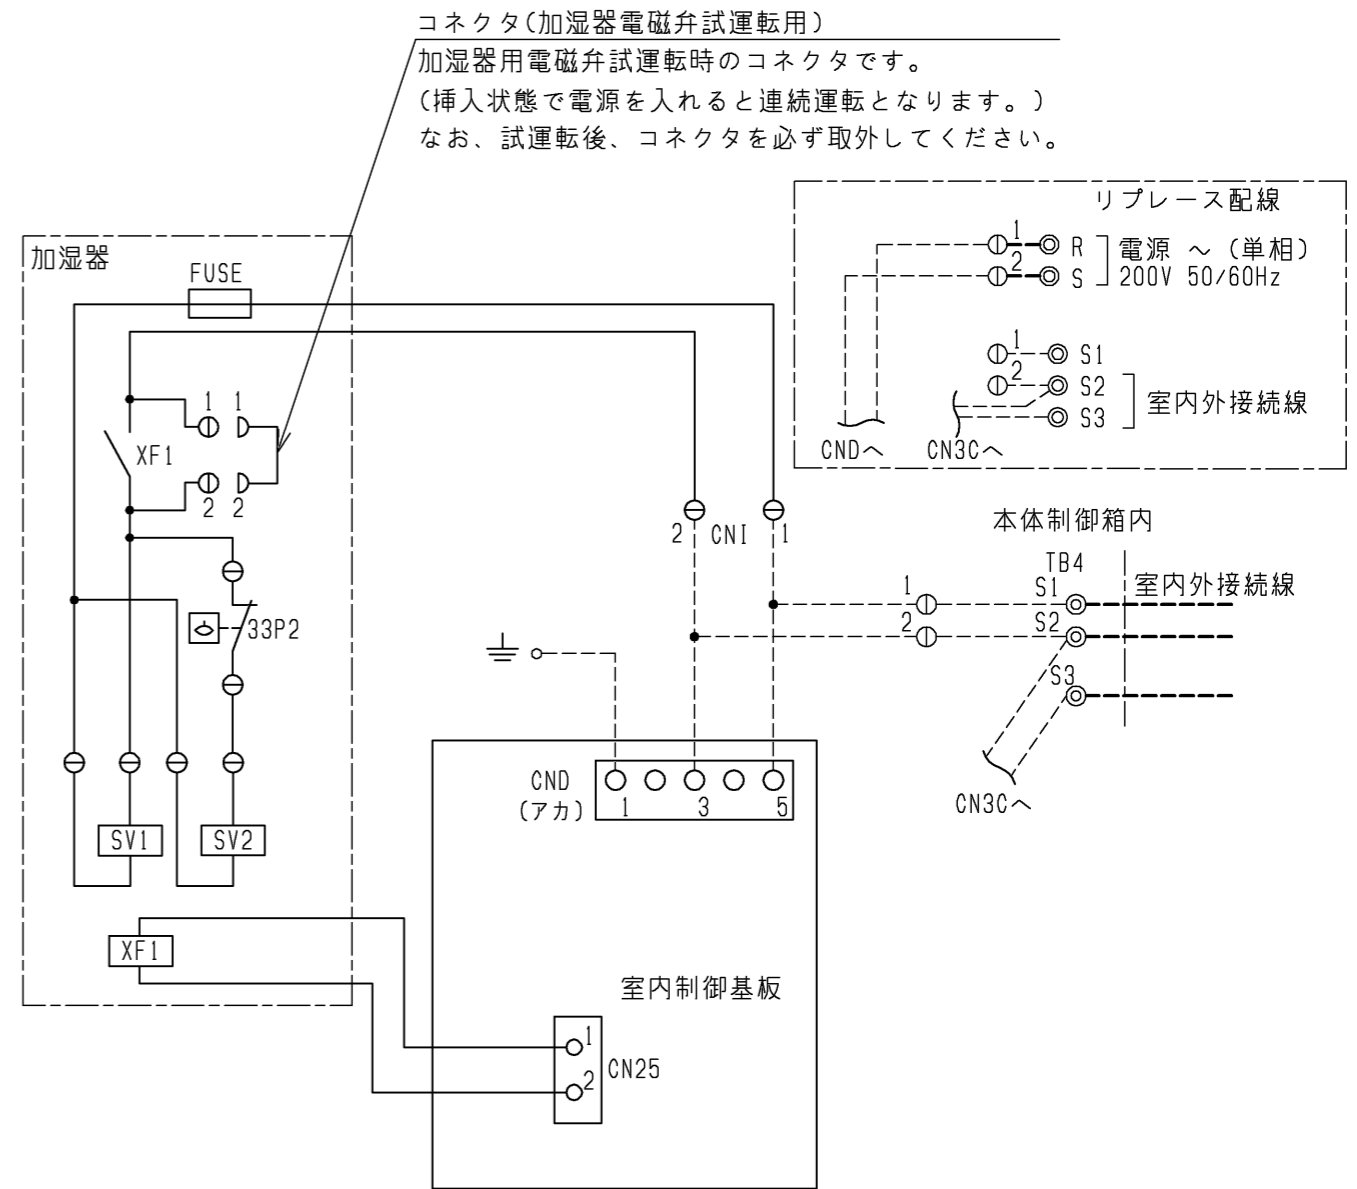 コネクタ(加湿器電磁弁試運転用)
加湿器用電磁弁試運転時のコネクタです。
(挿入状態で電源を入れると連続運転となります。)
なお、試運転後、コネクタを必ず取外してください。
リプレース配線
1
R
2
S
電源 ～ (単相)
200V 50/60Hz
1
S1
2
S2
S3
室内外接続線
CNDへ
CN3Cへ
加湿器
FUSE
1 1
XF1
2 2
33P2
SV1
SV2
XF1
2 CNI 1
本体制御箱内
TB4
室内外接続線
1
S1
2
S2
S3
CN3Cへ
CND
(アカ)
1 3 5
室内制御基板
1
2
CN25